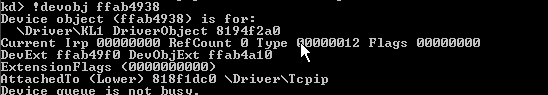 kd> !devobj ffab4938
Device object (ffab4938) is for:
\Driver\KL1 DriverObject 8194f2a0
Current Irp 00000000 RefCount 0 Type 00000012 Flags 00000000
DevExt ffab49f0 DevObjExt ffab4a10
ExtensionFlags (0000000000)
AttachedTo (Lower) 818f1dc0 \Driver\Tcpip
Device queue is not busy.